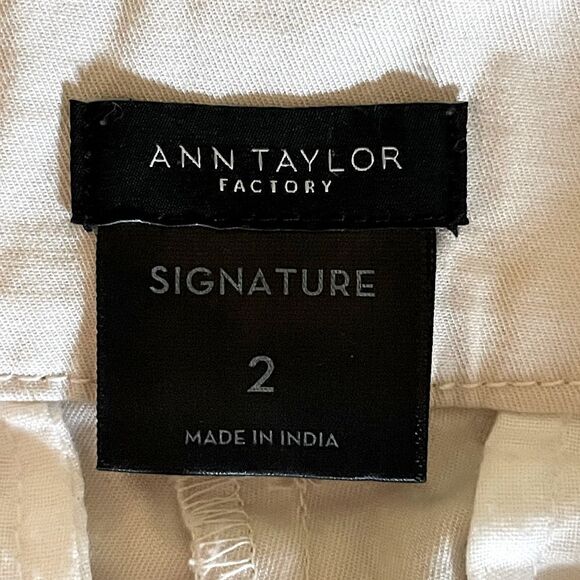 ANN TAYLOR
FACTORY
SIGNATURE
2
MADE IN INDIA